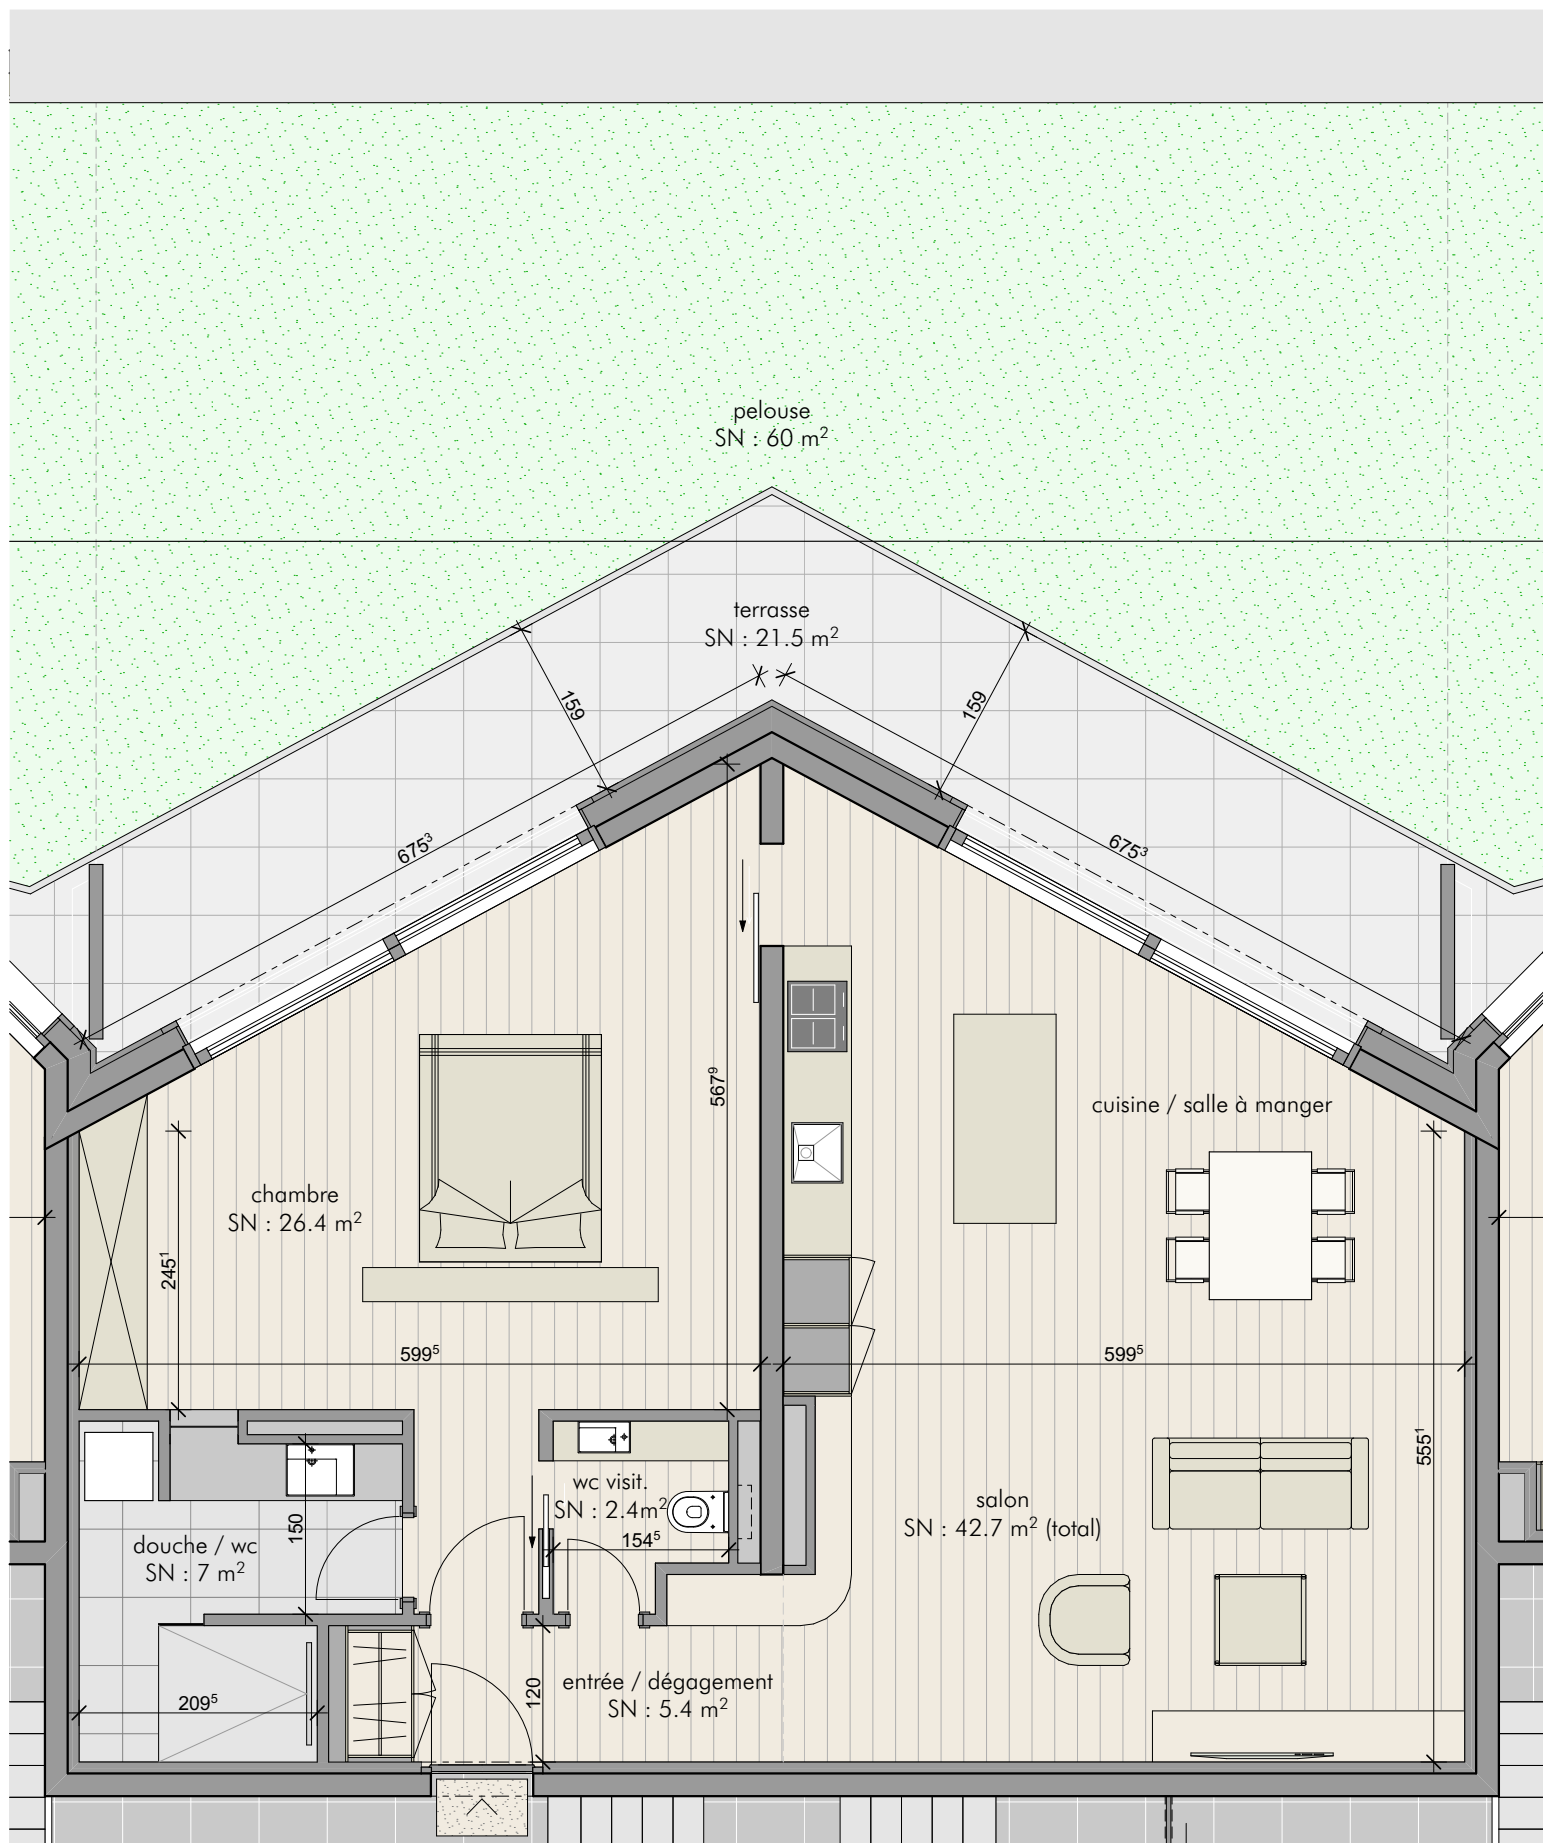 pelouse
SN : 60 m²
terrasse
SN : 21.5 m²
159
159
675³
675³
567⁹
cuisine / salle à manger
chambre
SN : 26.4 m²
245¹
599⁵
599⁵
555¹
wc visit.
SN : 2.4m²
154⁵
salon
SN : 42.7 m² (total)
150
douche / wc
SN : 7 m²
entrée / dégagement
SN : 5.4 m²
120
209⁵